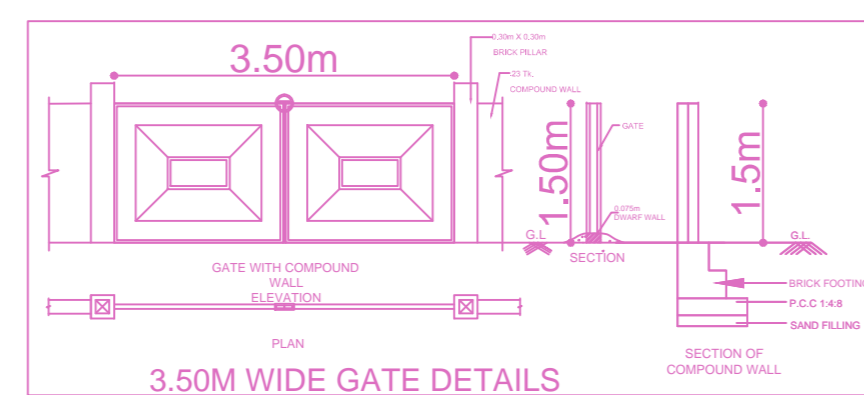 3.50m
0.30m X 0.30m
BRICK PILLAR
.23 Tk.
COMPOUND WALL
GATE
1.50m
0.075m
DWARF WALL
G.L.
SECTION
1.5m
G.L.
GATE WITH COMPOUND
WALL
ELEVATION
PLAN
BRICK FOOTING
P.C.C 1:4:8
SAND FILLING
SECTION OF
COMPOUND WALL
3.50M WIDE GATE DETAILS